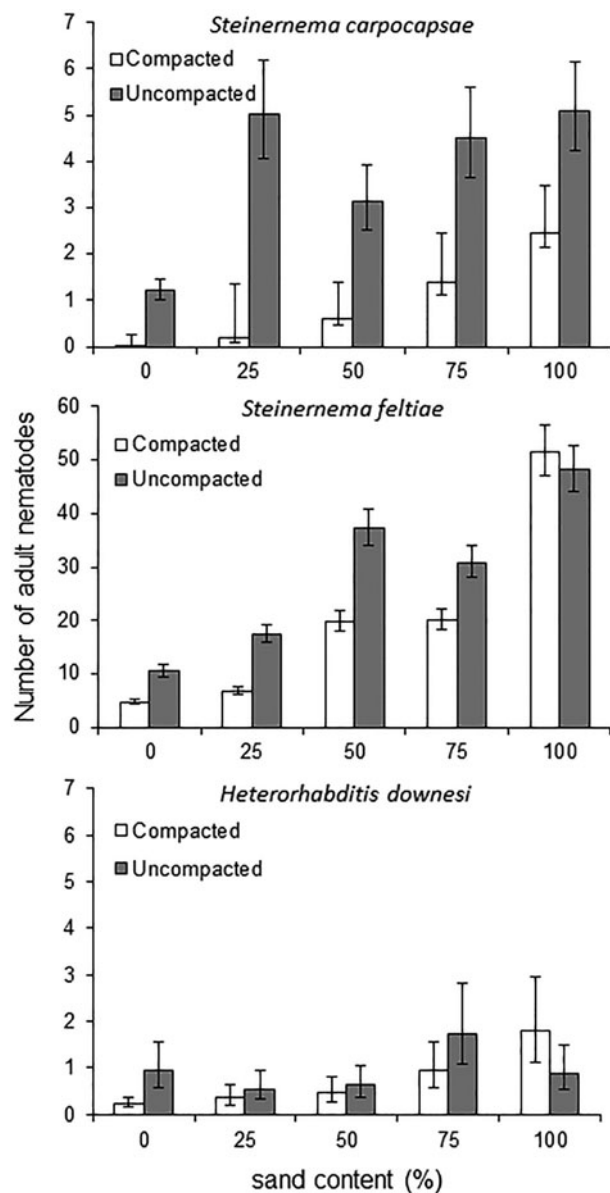 Steinernema carpocapsae
Compacted
Uncompacted
7
6
5
4
3
2
1
0
0 25 50 75 100
Steinernema feltiae
Compacted
Uncompacted
60
50
40
30
20
10
0
0 25 50 75 100
Number of adult nematodes
Heterorhabditis downesi
Compacted
Uncompacted
7
6
5
4
3
2
1
0
0 25 50 75 100
sand content (%)